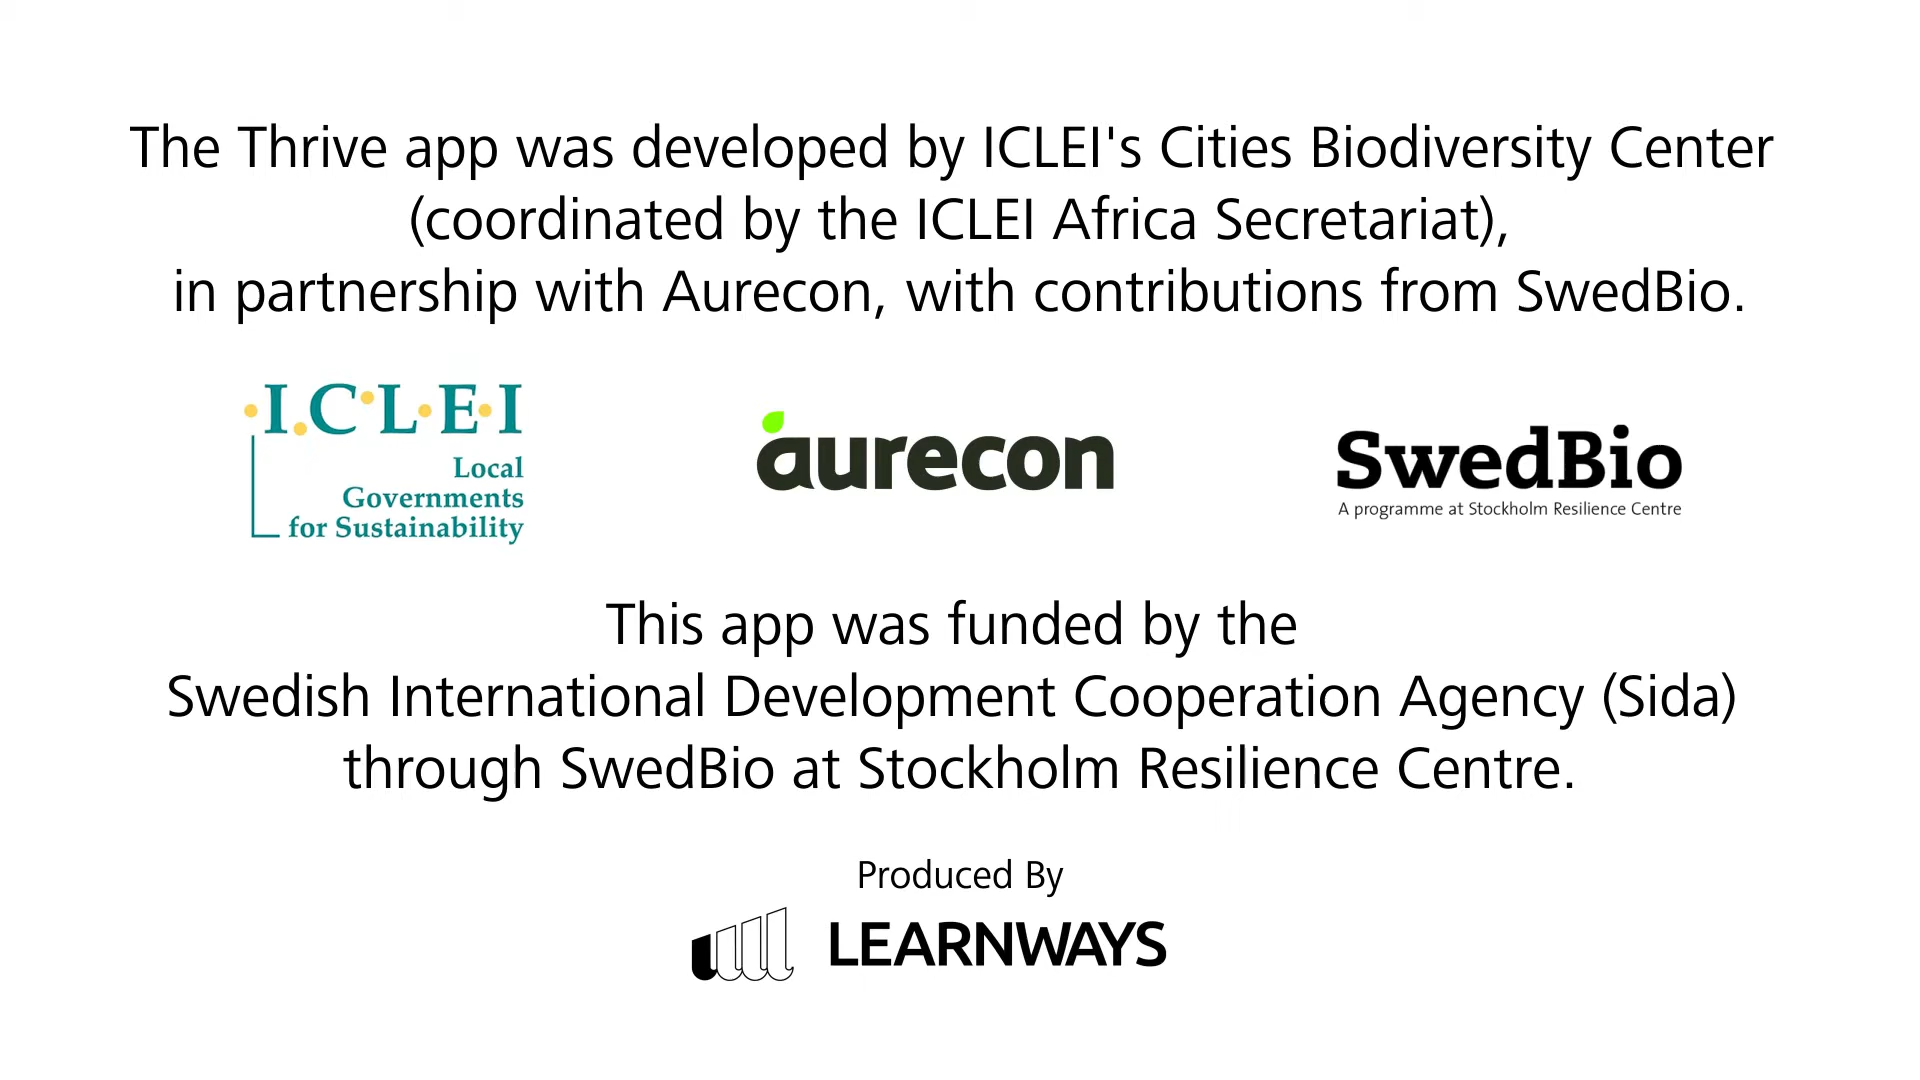 The Thrive app was developed by ICLEI's Cities Biodiversity Center
(coordinated by the ICLEI Africa Secretariat),
in partnership with Aurecon, with contributions from SwedBio.
I.C.L.E.I
Local
Governments
for Sustainability
aurecon
SwedBio
A programme at Stockholm Resilience Centre
This app was funded by the
Swedish International Development Cooperation Agency (Sida)
through SwedBio at Stockholm Resilience Centre.
Produced By
LEARNWAYS